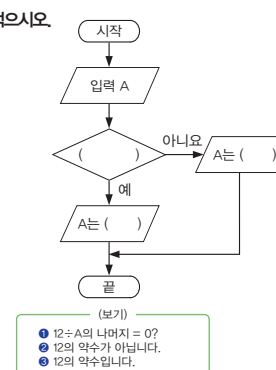 적으시오.
시작
입력 A
(          )
아니요
A는 (      )
예
A는 (      )
끝
(보기)
❶ 12÷A의 나머지 = 0?
❷ 12의 약수가 아닙니다.
❸ 12의 약수입니다.